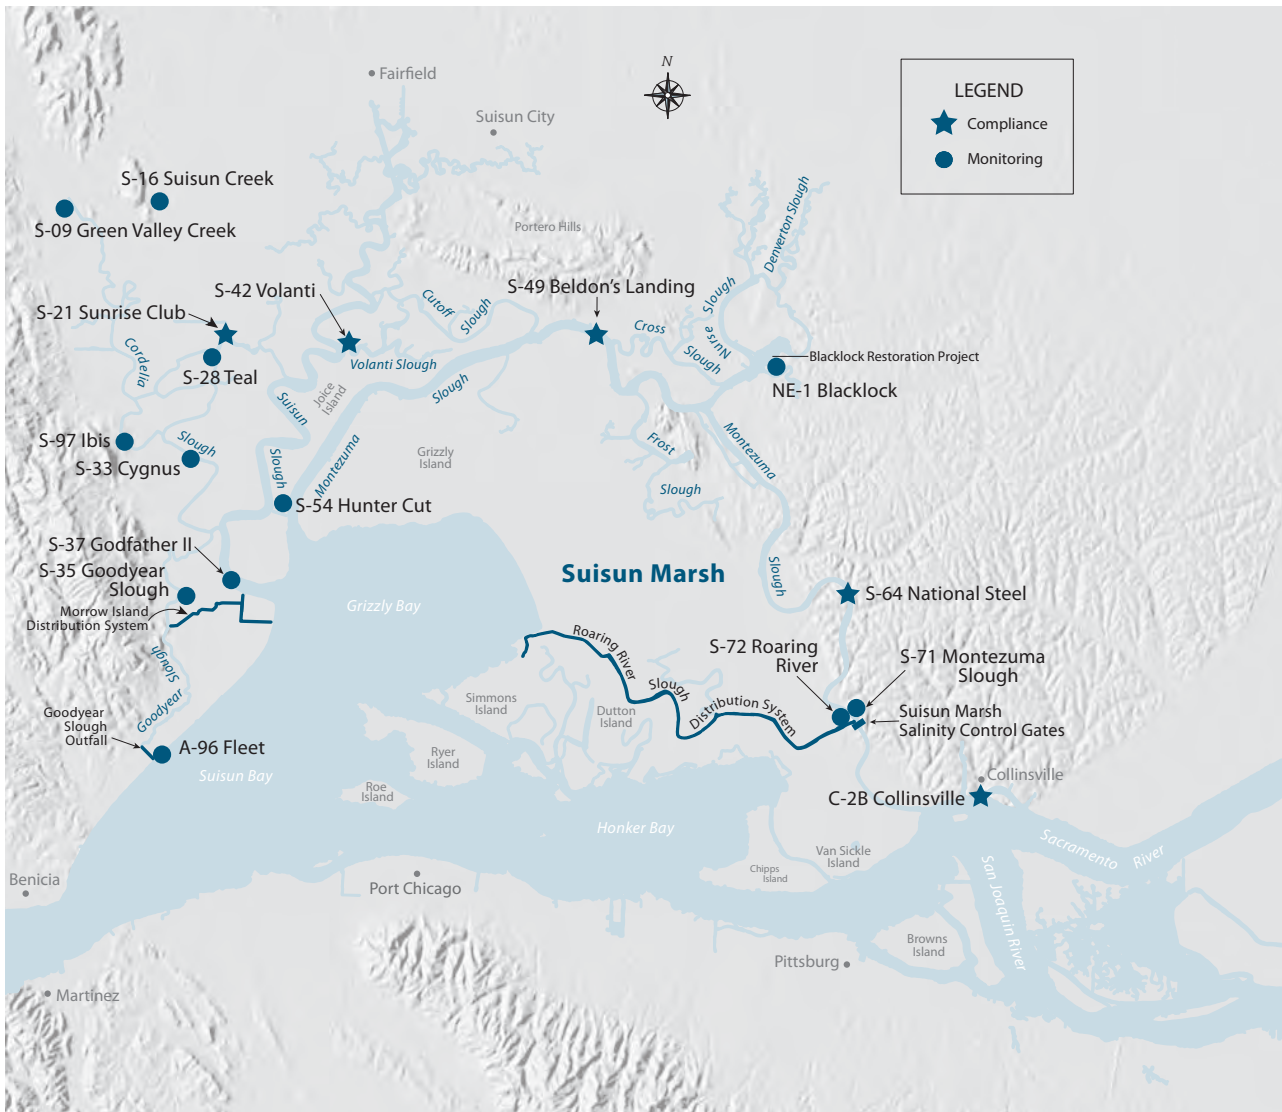 N
Fairfield
Suisun City
LEGEND
Compliance
Monitoring
S-16 Suisun Creek
S-09 Green Valley Creek
Portero Hills
Denverton Slough
S-42 Volanti
S-49 Beldon's Landing
S-21 Sunrise Club
Cutoff
Slough
Cross
Slough
Nurse
Slough
Cordelia
Slough
Volanti Slough
Blacklock Restoration Project
S-28 Teal
NE-1 Blacklock
Joice
Island
Suisun
Slough
Montezuma
Slough
S-97 Ibis
S-33 Cygnus
Grizzly
Island
Frost
Slough
Montezuma
Slough
S-54 Hunter Cut
S-37 Godfather II
S-35 Goodyear
Slough
Morrow Island
Distribution System
Suisun Marsh
Grizzly Bay
S-64 National Steel
Roaring River
Slough
Distribution System
S-72 Roaring
River
S-71 Montezuma
Slough
Suisun Marsh
Salinity Control Gates
Goodyear
Slough
Simmons
Island
Dutton
Island
Goodyear
Slough
Outfall
A-96 Fleet
Suisun Bay
Ryer
Island
Roe
Island
Collinsville
C-2B Collinsville
Honker Bay
Sacramento
River
Van Sickle
Island
Chipps
Island
San Joaquin River
Benicia
Port Chicago
Browns
Island
Pittsburg
Martinez